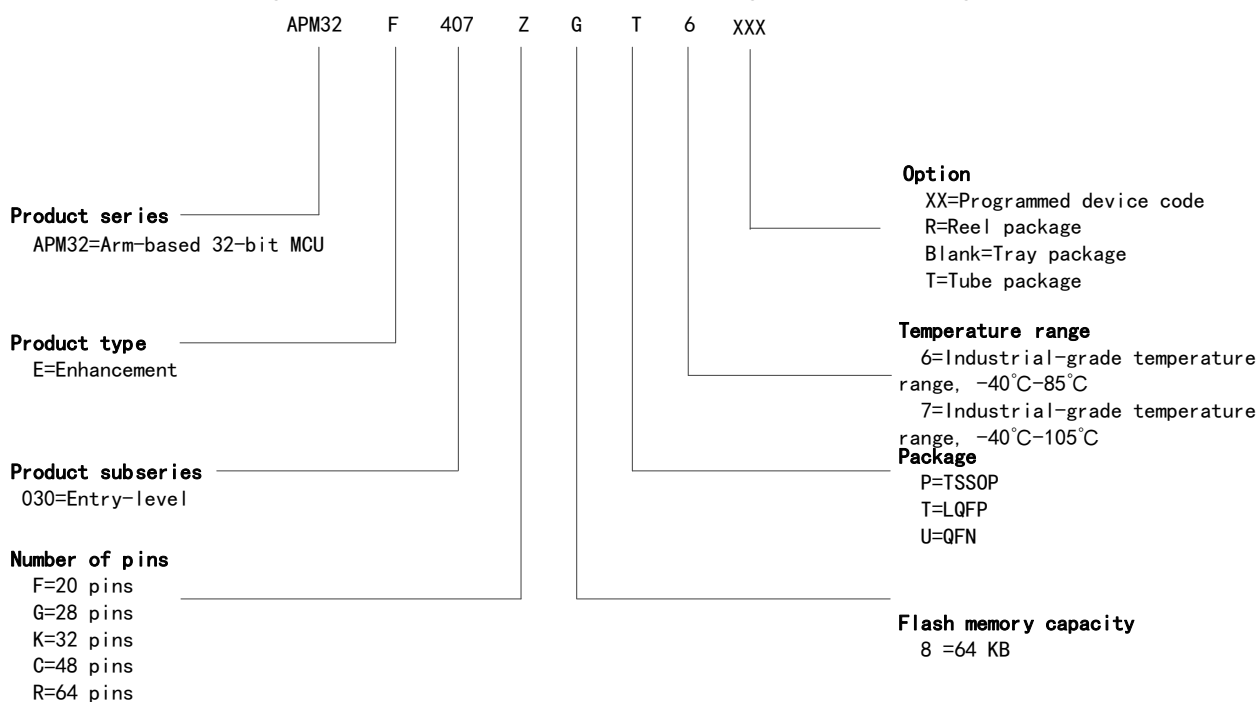 APM32 F 407 Z G T 6 XXX
Product series
APM32=Arm-based 32-bit MCU
Product type
E=Enhancement
Product subseries
030=Entry-level
Number of pins
F=20 pins
G=28 pins
K=32 pins
C=48 pins
R=64 pins
Option
XX=Programmed device code
R=Reel package
Blank=Tray package
T=Tube package
Temperature range
6=Industrial-grade temperature
range, -40℃-85℃
7=Industrial-grade temperature
range, -40℃-105℃
Package
P=TSSOP
T=LQFP
U=QFN
Flash memory capacity
8 =64 KB